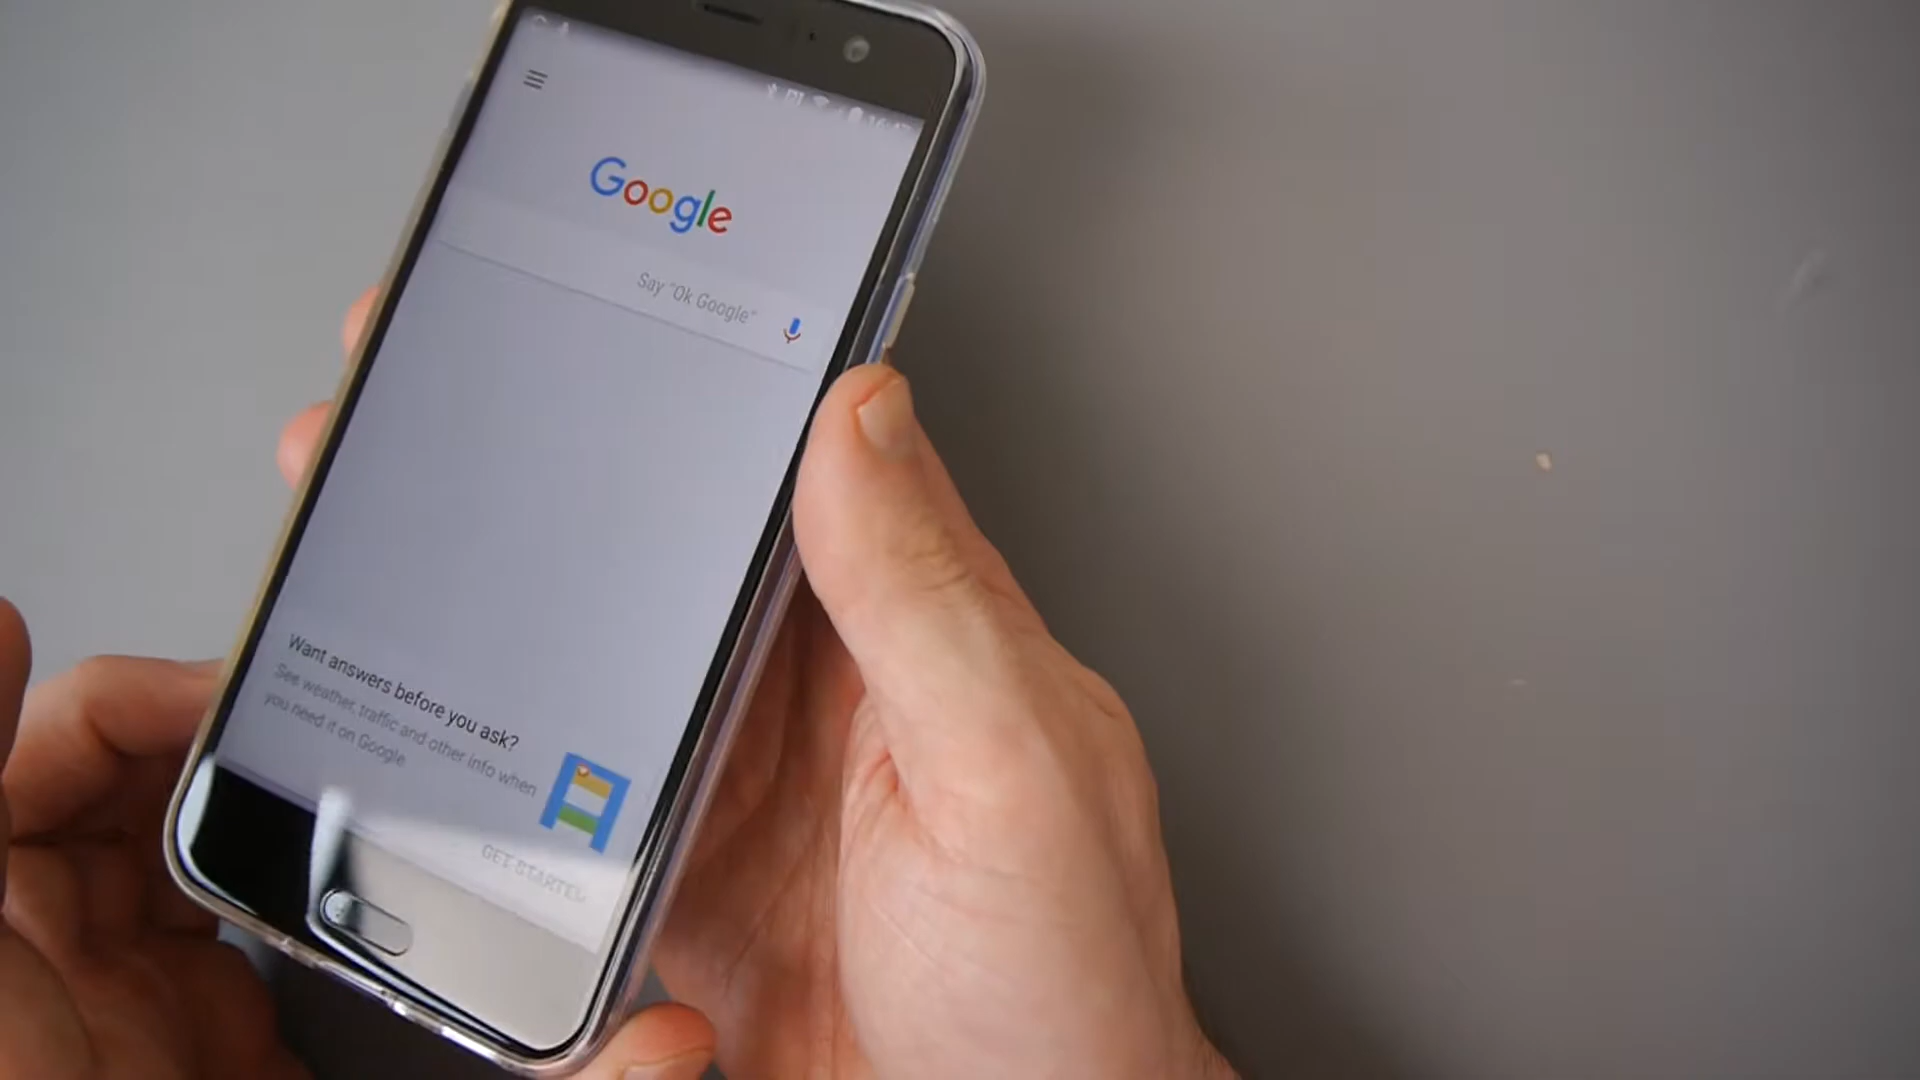 Google
Say "Ok Google"
Want answers before you ask?
See weather, traffic and other info when
you need it on Google
GET STARTED